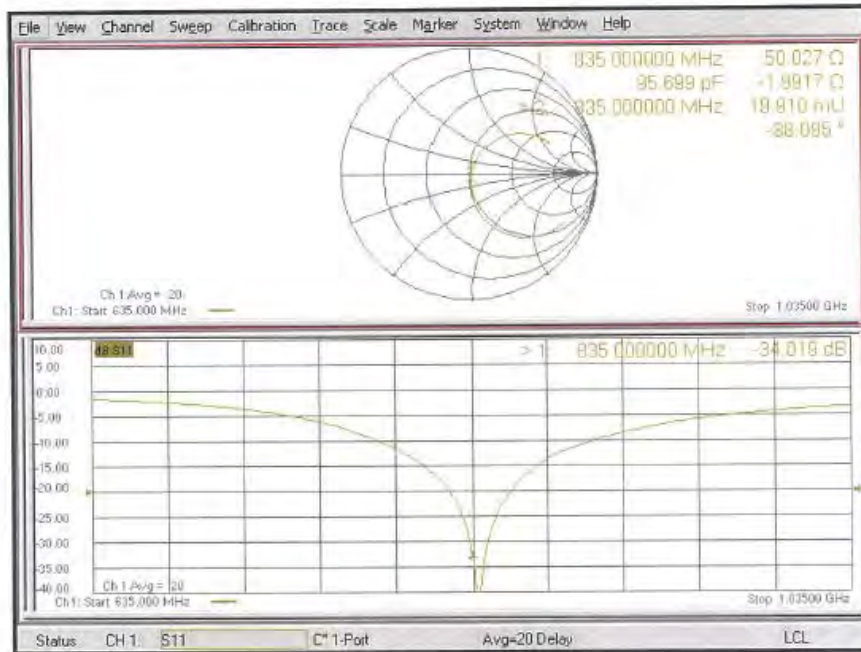 File View Channel Sweep Calibration Trace Scale Marker System Window Help
1: 835.000000 MHz 50.027 Ω
95.699 pF -1.9917 Ω
> 2: 835.000000 MHz 19.910 mU
-88.095 °
Ch 1 Avg = 20
Ch1: Start 635.000 MHz
Stop 1.03500 GHz
10.00
dB S11
> 1: 835.000000 MHz -34.019 dB
5.00
0.00
-5.00
-10.00
-15.00
-20.00
-25.00
-30.00
-35.00
-40.00
Ch 1 Avg = 20
Ch1: Start 635.000 MHz
Stop 1.03500 GHz
Status CH 1: S11 C* 1-Port Avg=20 Delay LCL